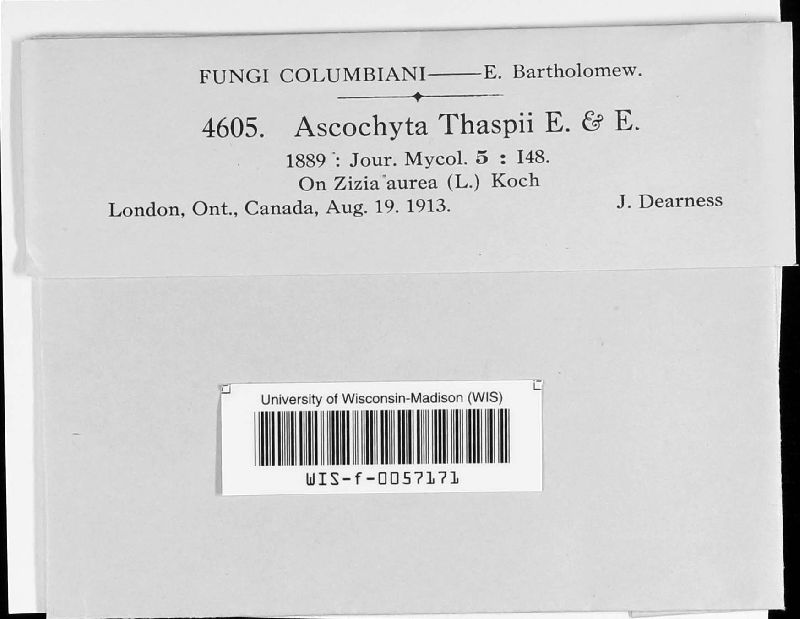 FUNGI COLUMBIANI——E. Bartholomew.
4605. Ascochyta Thaspii E. & E.
1889 : Jour. Mycol. 5 : 148.
On Zizia aurea (L.) Koch
London, Ont., Canada, Aug. 19. 1913. J. Dearness
University of Wisconsin-Madison (WIS)
WIS-f-0057171